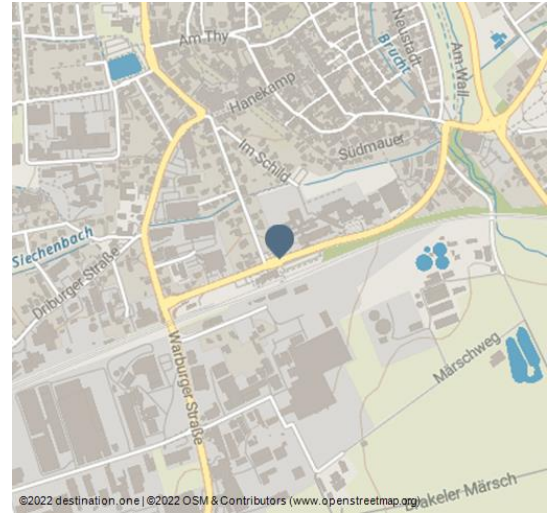 Am Thy
Neustadt
Brucht
Am Wall
Hanekamp
Im Schild
Südmauer
Siechenbach
Driburger Straße
Warburger Straße
Märschweg
Brakeler Märsch
©2022 destination.one | ©2022 OSM & Contributors (www.openstreetmap.org)